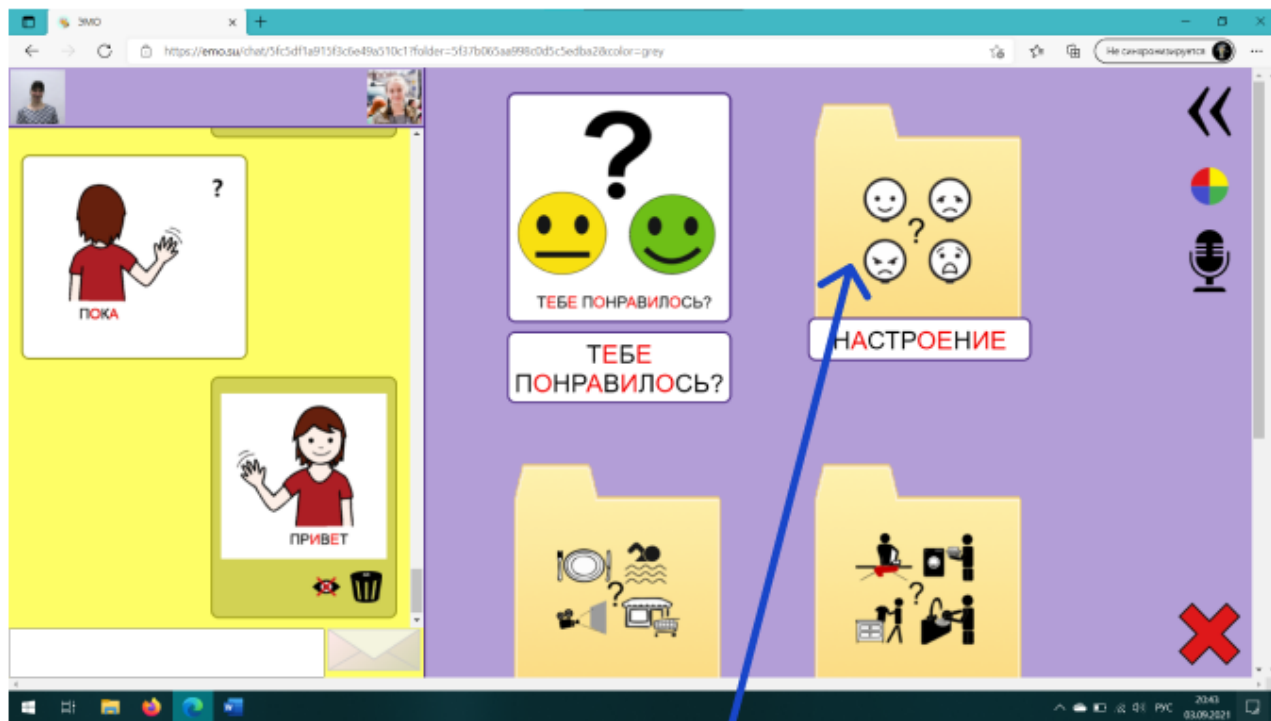 ЭМО
https://emo.su/chat/5fc5df1a915f3c6e49a510c1?folder=5f37b065aa998c0d5c5edba2&color=grey
Не синхронизируется
?
ПОКА
ПРИВЕТ
?
ТЕБЕ ПОНРАВИЛОСЬ?
ТЕБЕ
ПОНРАВИЛОСЬ?
?
НАСТРОЕНИЕ
?
?
РУС
20:43
03.09.2021